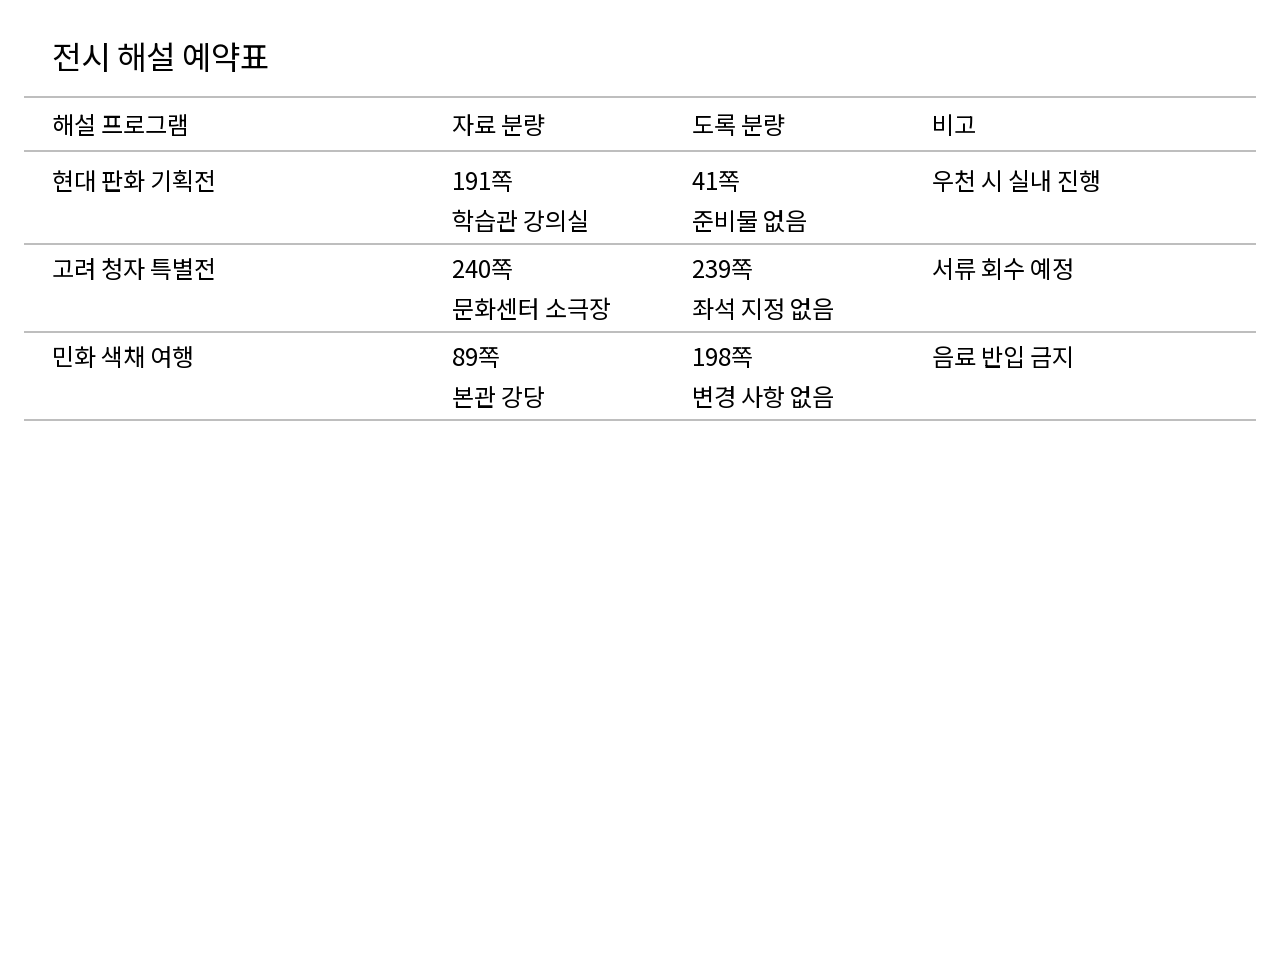 전시 해설 예약표
해설 프로그램 자료 분량 도록 분량 비고
현대 판화 기획전 191쪽 41쪽 우천 시 실내 진행
학습관 강의실 준비물 없음
고려 청자 특별전 240쪽 239쪽 서류 회수 예정
문화센터 소극장 좌석 지정 없음
민화 색채 여행 89쪽 198쪽 음료 반입 금지
본관 강당 변경 사항 없음